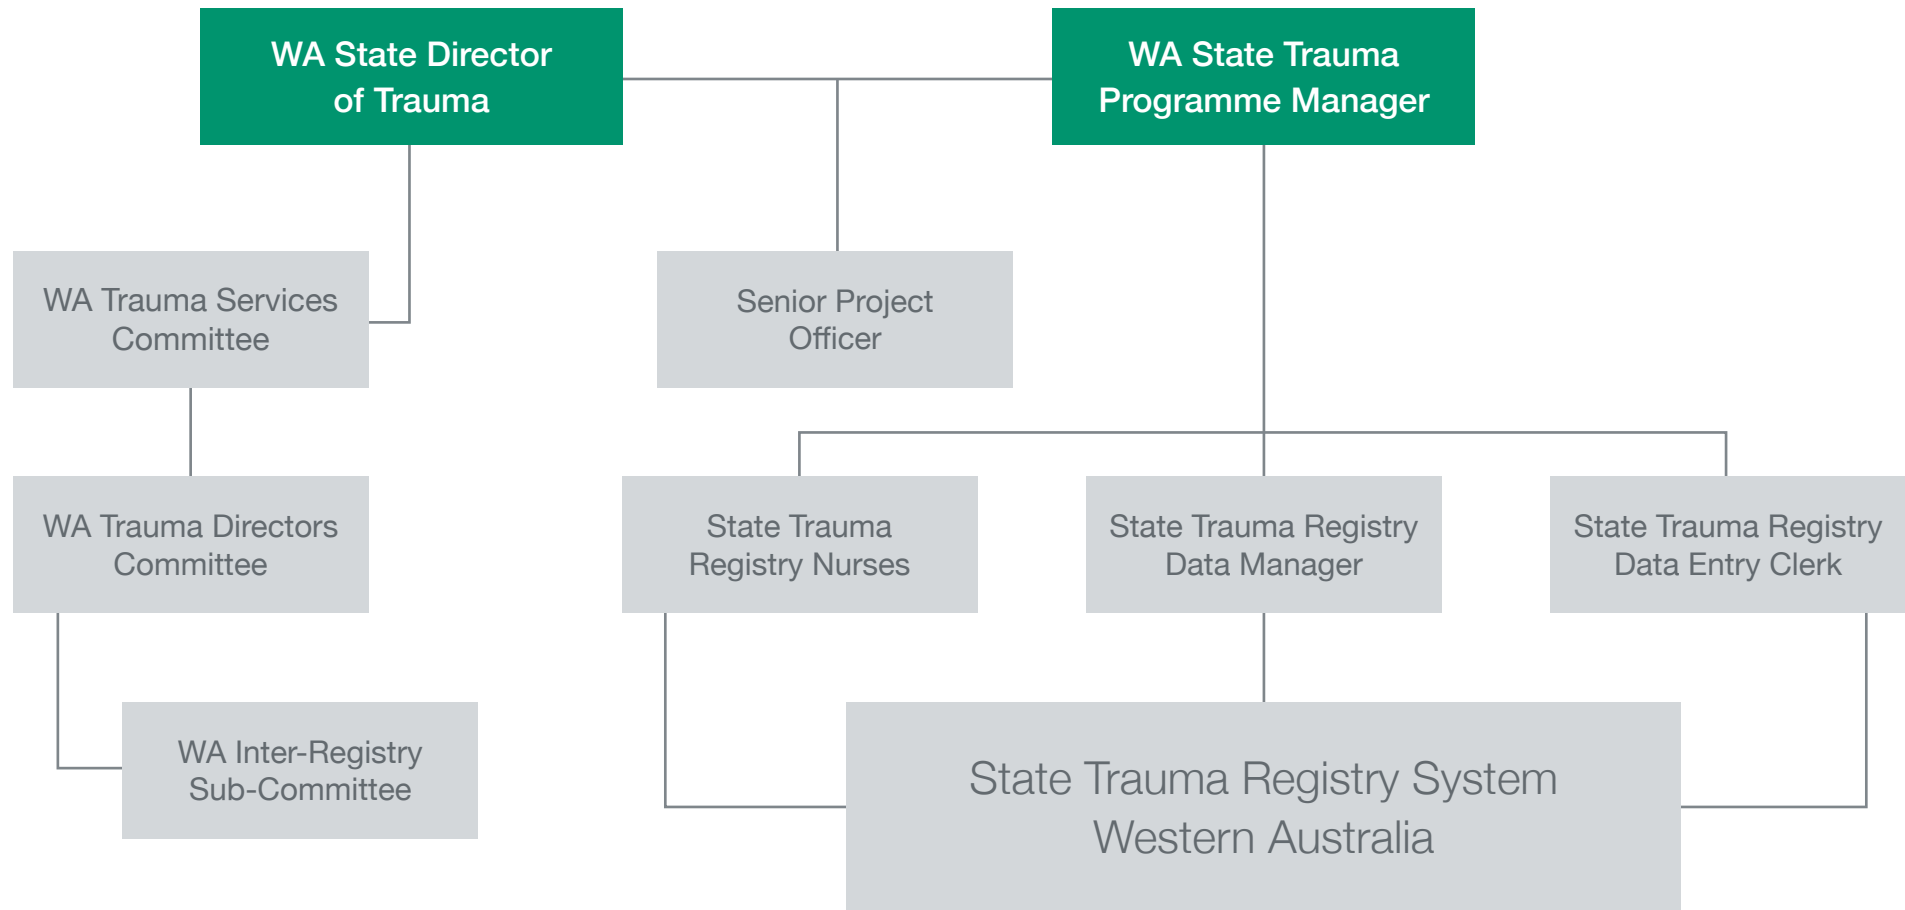 WA State Director
of Trauma
WA State Trauma
Programme Manager
WA Trauma Services
Committee
Senior Project
Officer
WA Trauma Directors
Committee
State Trauma
Registry Nurses
State Trauma Registry
Data Manager
State Trauma Registry
Data Entry Clerk
WA Inter-Registry
Sub-Committee
State Trauma Registry System
Western Australia